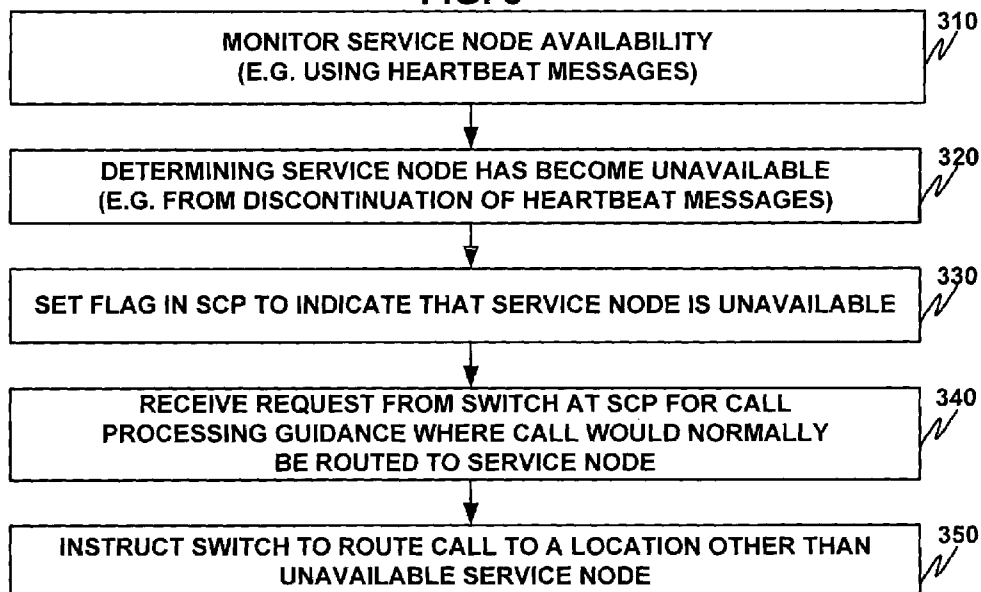 310
MONITOR SERVICE NODE AVAILABILITY
(E.G. USING HEARTBEAT MESSAGES)
320
DETERMINING SERVICE NODE HAS BECOME UNAVAILABLE
(E.G. FROM DISCONTINUATION OF HEARTBEAT MESSAGES)
330
SET FLAG IN SCP TO INDICATE THAT SERVICE NODE IS UNAVAILABLE
340
RECEIVE REQUEST FROM SWITCH AT SCP FOR CALL
PROCESSING GUIDANCE WHERE CALL WOULD NORMALLY
BE ROUTED TO SERVICE NODE
350
INSTRUCT SWITCH TO ROUTE CALL TO A LOCATION OTHER THAN
UNAVAILABLE SERVICE NODE